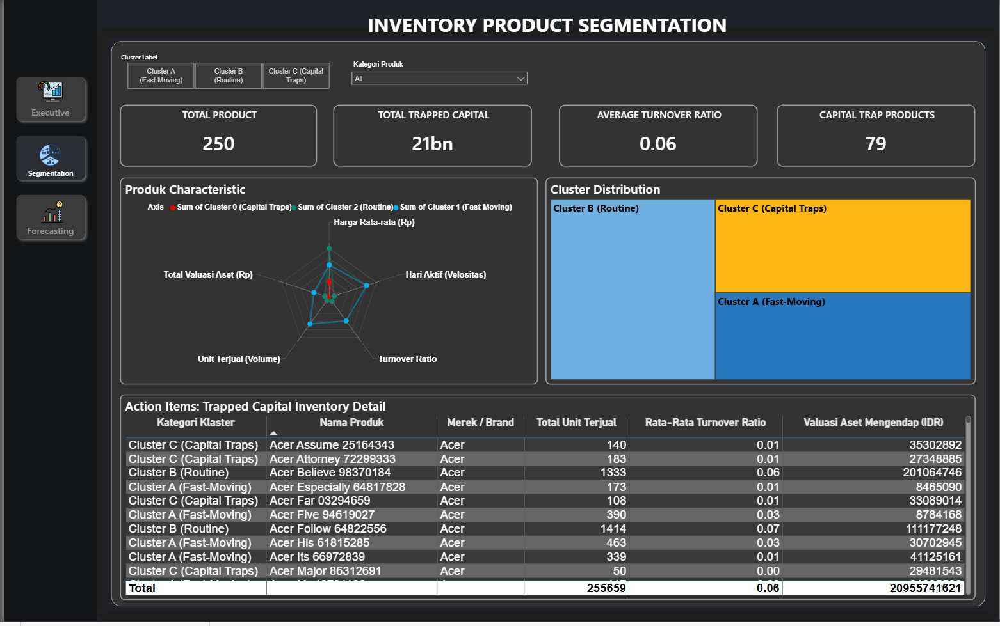 INVENTORY PRODUCT SEGMENTATION
Cluster Label
Cluster A (Fast-Moving)
Cluster B (Routine)
Cluster C (Capital Traps)
Kategori Produk
All
Executive
Segmentation
Forecasting
TOTAL PRODUCT
250
TOTAL TRAPPED CAPITAL
21bn
AVERAGE TURNOVER RATIO
0.06
CAPITAL TRAP PRODUCTS
79
Produk Characteristic
Axis Sum of Cluster 0 (Capital Traps) Sum of Cluster 2 (Routine) Sum of Cluster 1 (Fast-Moving)
Harga Rata-rata (Rp)
Total Valuasi Aset (Rp)
Hari Aktif (Velositas)
Unit Terjual (Volume)
Turnover Ratio
Cluster Distribution
Cluster B (Routine)
Cluster C (Capital Traps)
Cluster A (Fast-Moving)
Action Items: Trapped Capital Inventory Detail
Kategori Klaster Nama Produk Merek / Brand Total Unit Terjual Rata-Rata Turnover Ratio Valuasi Aset Mengendap (IDR)
Cluster C (Capital Traps) Acer Assume 25164343 Acer 140 0.01 35302892
Cluster C (Capital Traps) Acer Attorney 72299333 Acer 183 0.01 27348885
Cluster B (Routine) Acer Believe 98370184 Acer 1333 0.06 201064746
Cluster A (Fast-Moving) Acer Especially 64817828 Acer 173 0.01 8465090
Cluster C (Capital Traps) Acer Far 03294659 Acer 108 0.01 33089014
Cluster A (Fast-Moving) Acer Five 94619027 Acer 390 0.03 8784168
Cluster B (Routine) Acer Follow 64822556 Acer 1414 0.07 111177248
Cluster A (Fast-Moving) Acer His 61815285 Acer 463 0.03 30702945
Cluster A (Fast-Moving) Acer Its 66972839 Acer 339 0.01 41125161
Cluster C (Capital Traps) Acer Major 86312691 Acer 50 0.00 29481543
Total 255659 0.06 20955741621